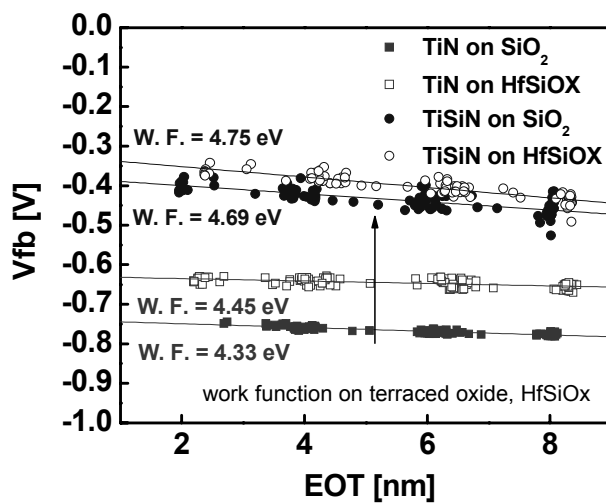 0.0
-0.1
-0.2
-0.3
-0.4
-0.5
-0.6
-0.7
-0.8
-0.9
-1.0
Vfb [V]
TiN on SiO₂
TiN on HfSiOX
TiSiN on SiO₂
TiSiN on HfSiOX
W. F. = 4.75 eV
W. F. = 4.69 eV
W. F. = 4.45 eV
W. F. = 4.33 eV
work function on terraced oxide, HfSiOx
2 4 6 8
EOT [nm]